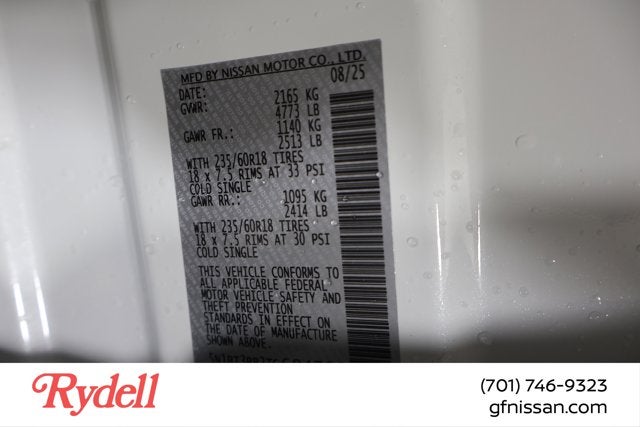 MFD BY NISSAN MOTOR CO., LTD.
DATE: 08/25
GVWR: 2165 KG
4773 LB
GAWR FR.: 1140 KG
2513 LB
WITH 235/60R18 TIRES
18 x 7.5 RIMS AT 33 PSI
COLD SINGLE
GAWR RR.: 1095 KG
2414 LB
WITH 235/60R18 TIRES
18 x 7.5 RIMS AT 30 PSI
COLD SINGLE
THIS VEHICLE CONFORMS TO
ALL APPLICABLE FEDERAL
MOTOR VEHICLE SAFETY AND
THEFT PREVENTION
STANDARDS IN EFFECT ON
THE DATE OF MANUFACTURE
SHOWN ABOVE.
Rydell
(701) 746-9323
gfnissan.com